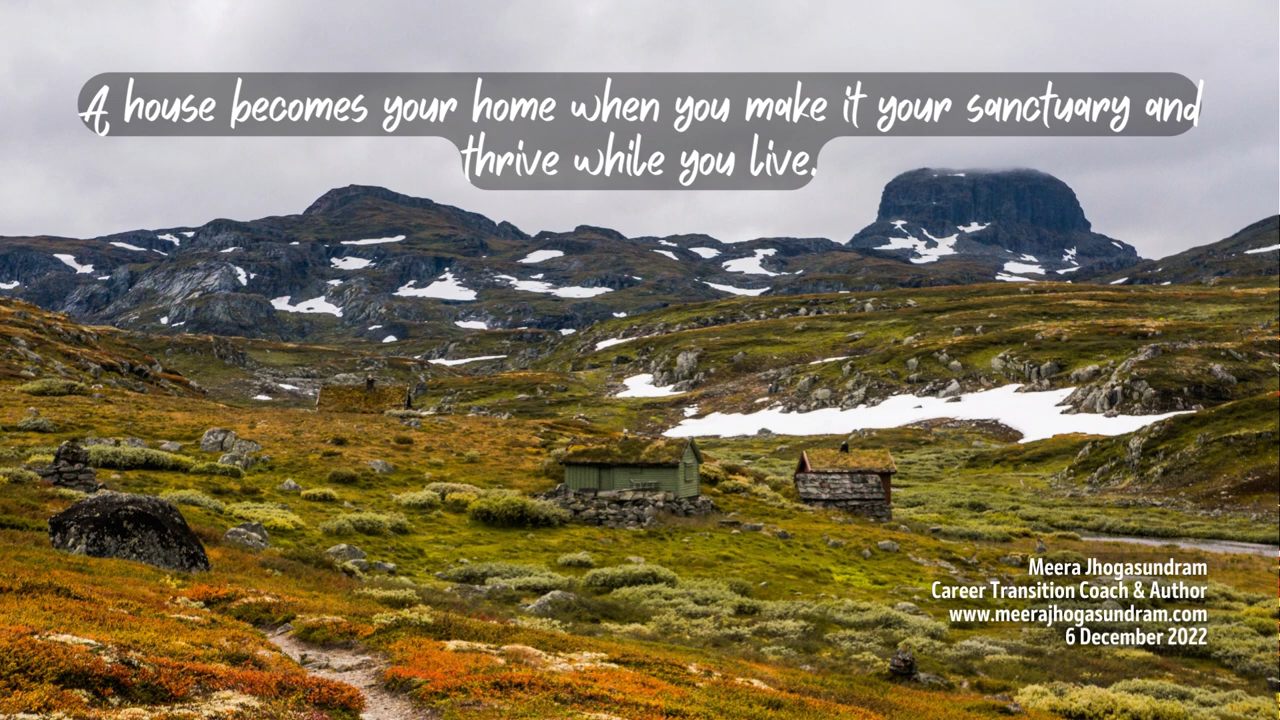 A house becomes your home when you make it your sanctuary and
thrive while you live.
Meera Jhogasundram
Career Transition Coach & Author
www.meerajhogasundram.com
6 December 2022